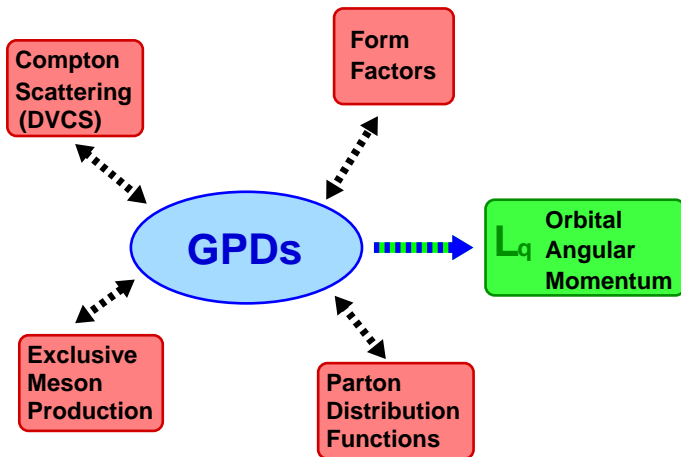 Compton
Scattering
(DVCS)
Form
Factors
GPDs
Lq
Orbital
Angular
Momentum
Exclusive
Meson
Production
Parton
Distribution
Functions